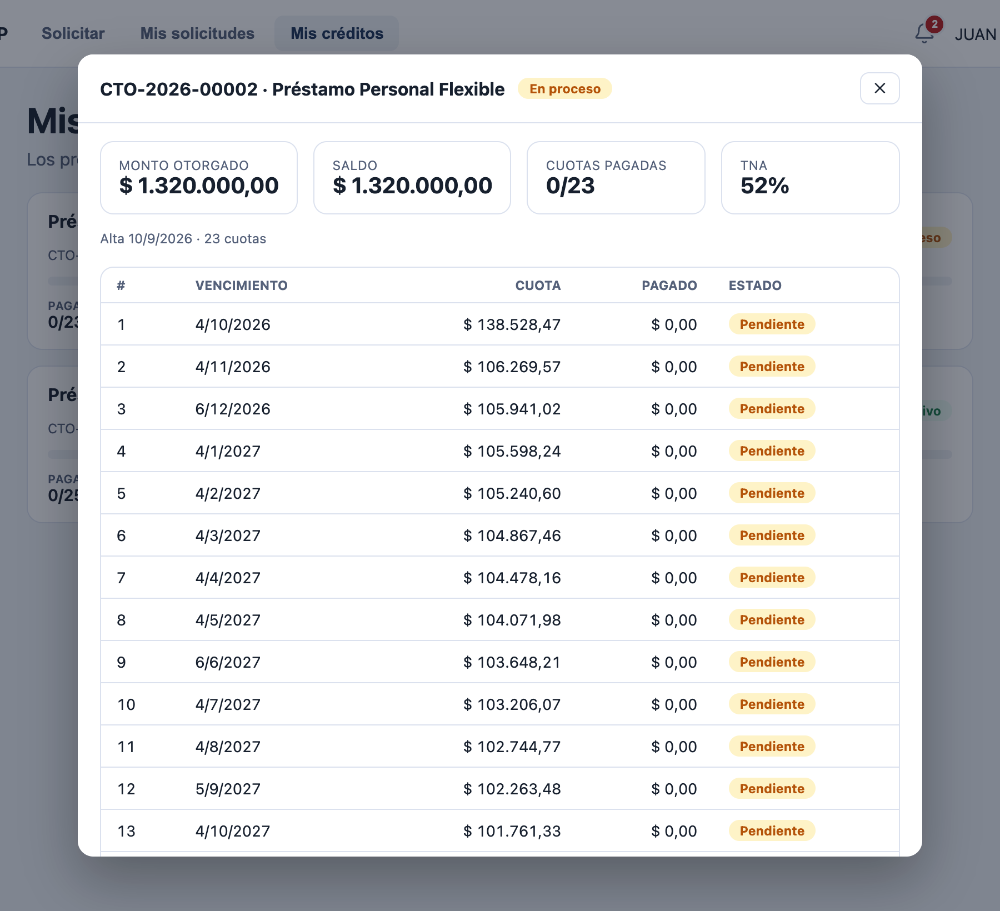 P Solicitar Mis solicitudes Mis créditos 2 JUAN
CTO-2026-00002 · Préstamo Personal Flexible En proceso
Mis
Los pr
MONTO OTORGADO SALDO CUOTAS PAGADAS TNA
$ 1.320.000,00 $ 1.320.000,00 0/23 52%
Pré
Alta 10/9/2026 · 23 cuotas
eso
CTO-
# VENCIMIENTO CUOTA PAGADO ESTADO
PAGA
0/23
1 4/10/2026 $ 138.528,47 $ 0,00 Pendiente
2 4/11/2026 $ 106.269,57 $ 0,00 Pendiente
Pré
3 6/12/2026 $ 105.941,02 $ 0,00 Pendiente
ivo
CTO-
4 4/1/2027 $ 105.598,24 $ 0,00 Pendiente
PAGA
0/25
5 4/2/2027 $ 105.240,60 $ 0,00 Pendiente
6 4/3/2027 $ 104.867,46 $ 0,00 Pendiente
7 4/4/2027 $ 104.478,16 $ 0,00 Pendiente
8 4/5/2027 $ 104.071,98 $ 0,00 Pendiente
9 6/6/2027 $ 103.648,21 $ 0,00 Pendiente
10 4/7/2027 $ 103.206,07 $ 0,00 Pendiente
11 4/8/2027 $ 102.744,77 $ 0,00 Pendiente
12 5/9/2027 $ 102.263,48 $ 0,00 Pendiente
13 4/10/2027 $ 101.761,33 $ 0,00 Pendiente